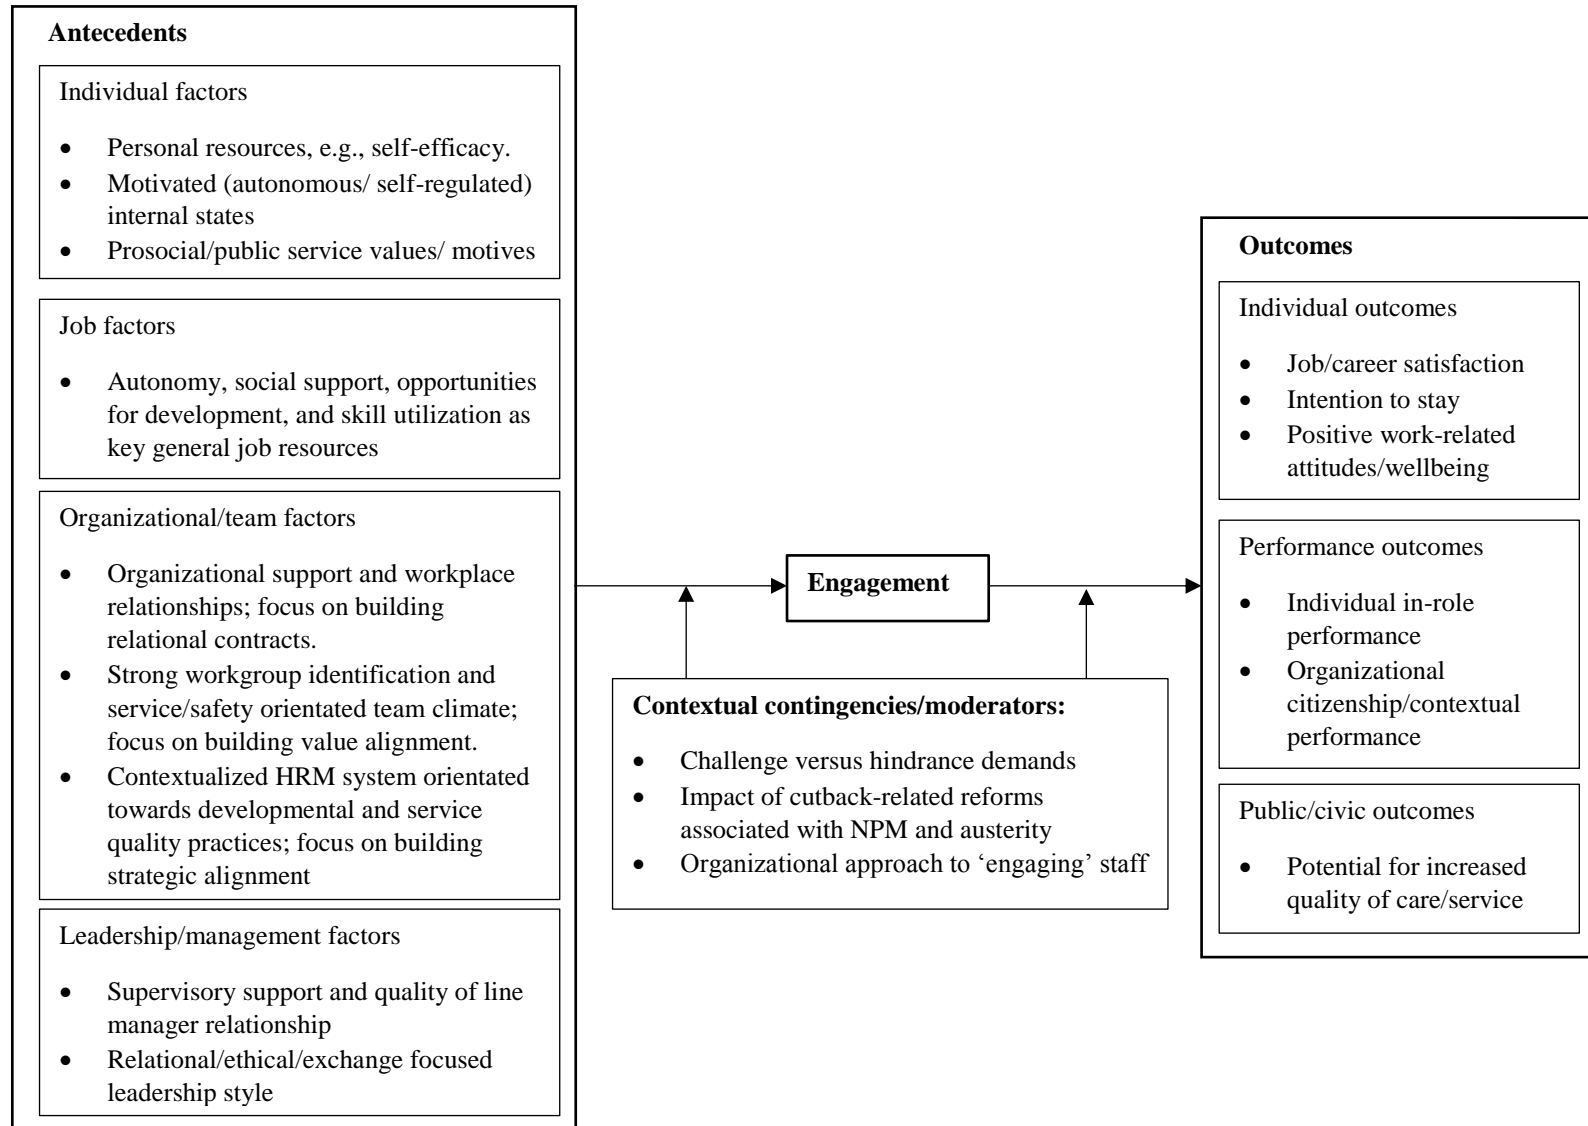 Antecedents
Individual factors
• Personal resources, e.g., self-efficacy.
• Motivated (autonomous/ self-regulated)
internal states
• Prosocial/public service values/ motives
Job factors
• Autonomy, social support, opportunities
for development, and skill utilization as
key general job resources
Organizational/team factors
• Organizational support and workplace
relationships; focus on building
relational contracts.
• Strong workgroup identification and
service/safety orientated team climate;
focus on building value alignment.
• Contextualized HRM system orientated
towards developmental and service
quality practices; focus on building
strategic alignment
Leadership/management factors
• Supervisory support and quality of line
manager relationship
• Relational/ethical/exchange focused
leadership style
Engagement
Contextual contingencies/moderators:
• Challenge versus hindrance demands
• Impact of cutback-related reforms
associated with NPM and austerity
• Organizational approach to ‘engaging’ staff
Outcomes
Individual outcomes
• Job/career satisfaction
• Intention to stay
• Positive work-related
attitudes/wellbeing
Performance outcomes
• Individual in-role
performance
• Organizational
citizenship/contextual
performance
Public/civic outcomes
• Potential for increased
quality of care/service